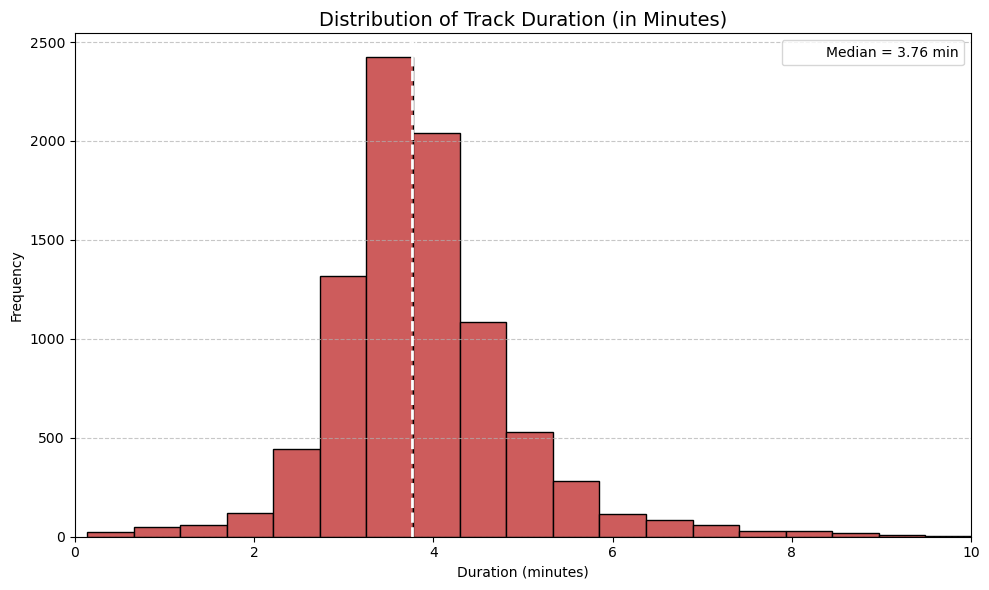 Distribution of Track Duration (in Minutes)
Median = 3.76 min
2500
2000
1500
1000
500
0
Frequency
0 2 4 6 8 10
Duration (minutes)